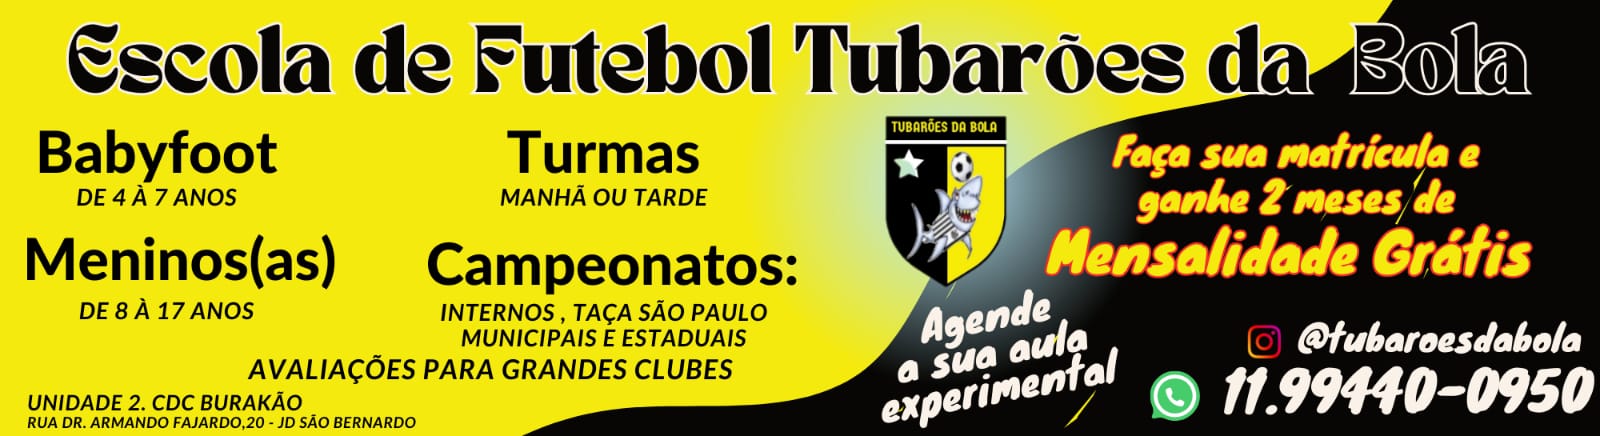 Escola de Futebol Tubarões da Bola
Babyfoot
DE 4 À 7 ANOS
Turmas
MANHÃ OU TARDE
Meninos(as)
DE 8 À 17 ANOS
Campeonatos:
INTERNOS , TAÇA SÃO PAULO
MUNICIPAIS E ESTADUAIS
AVALIAÇÕES PARA GRANDES CLUBES
UNIDADE 2. CDC BURAKÃO
RUA DR. ARMANDO FAJARDO,20 - JD SÃO BERNARDO
TUBARÕES DA BOLA
Faça sua matrícula e
ganhe 2 meses de
Mensalidade Grátis
Agende
a sua aula
experimental
@tubaroesdabola
11.99440-0950